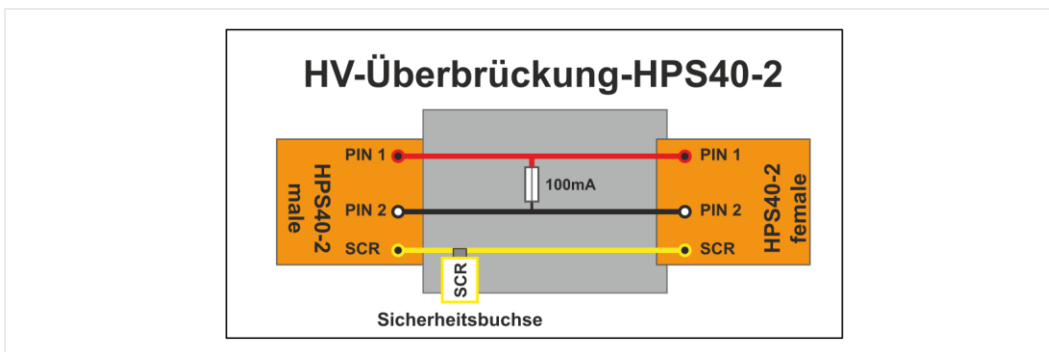 HV-Überbrückung-HPS40-2
HPS40-2
male
PIN 1
PIN 1
100mA
PIN 2
PIN 2
SCR
SCR
HPS40-2
female
SCR
Sicherheitsbuchse